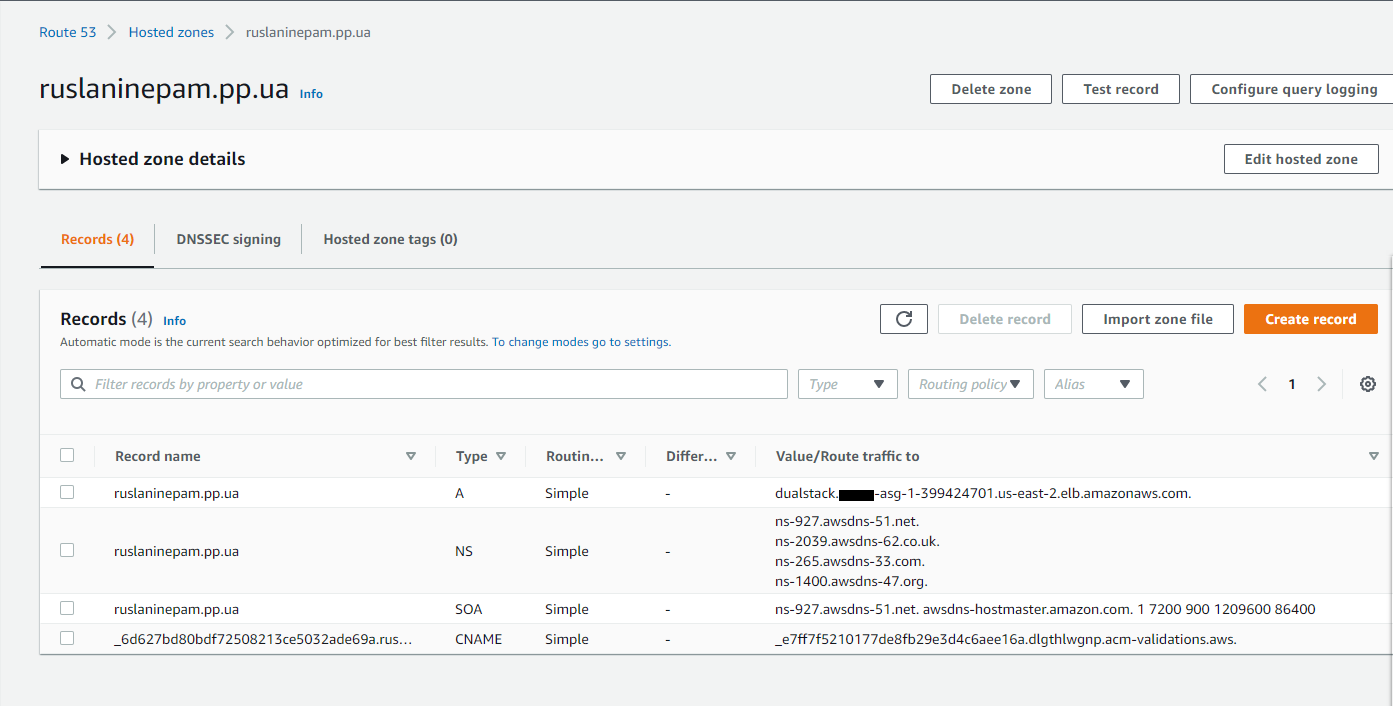 Route 53 > Hosted zones > ruslaninepam.pp.ua
ruslaninepam.pp.ua Info
Delete zone Test record Configure query logging
Hosted zone details Edit hosted zone
Records (4) DNSSEC signing Hosted zone tags (0)
Records (4) Info Delete record Import zone file Create record
Automatic mode is the current search behavior optimized for best filter results. To change modes go to settings.
Filter records by property or value Type Routing policy Alias 1
Record name Type Routin... Differ... Value/Route traffic to
ruslaninepam.pp.ua A Simple - dualstack. -asg-1-399424701.us-east-2.elb.amazonaws.com.
ns-927.awsdns-51.net.
ns-2039.awsdns-62.co.uk.
ruslaninepam.pp.ua NS Simple -
ns-265.awsdns-33.com.
ns-1400.awsdns-47.org.
ruslaninepam.pp.ua SOA Simple - ns-927.awsdns-51.net. awsdns-hostmaster.amazon.com. 1 7200 900 1209600 86400
_6d627bd80bdf72508213ce5032ade69a.rus... CNAME Simple - _e7ff7f5210177de8fb29e3d4c6aee16a.dlgthlwgnp.acm-validations.aws.